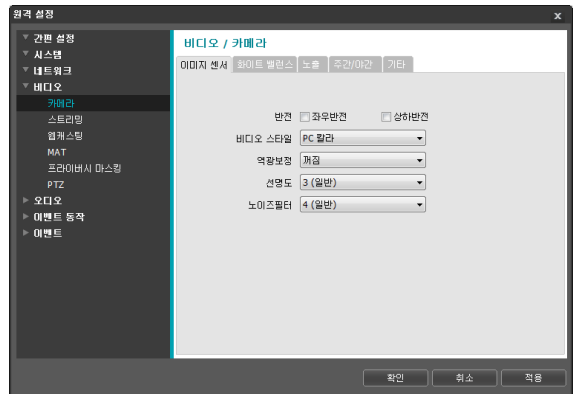 원격 설정
x
간편 설정
시스템
네트워크
비디오
카메라
스트리밍
웹캐스팅
MAT
프라이버시 마스킹
PTZ
오디오
이벤트 동작
이벤트
비디오 / 카메라
이미지 센서 화이트 밸런스 노출 주간/야간 기타
반전 좌우반전 상하반전
비디오 스타일 PC 칼라
역광보정 꺼짐
선명도 3 (일반)
노이즈필터 4 (일반)
확인 취소 적용